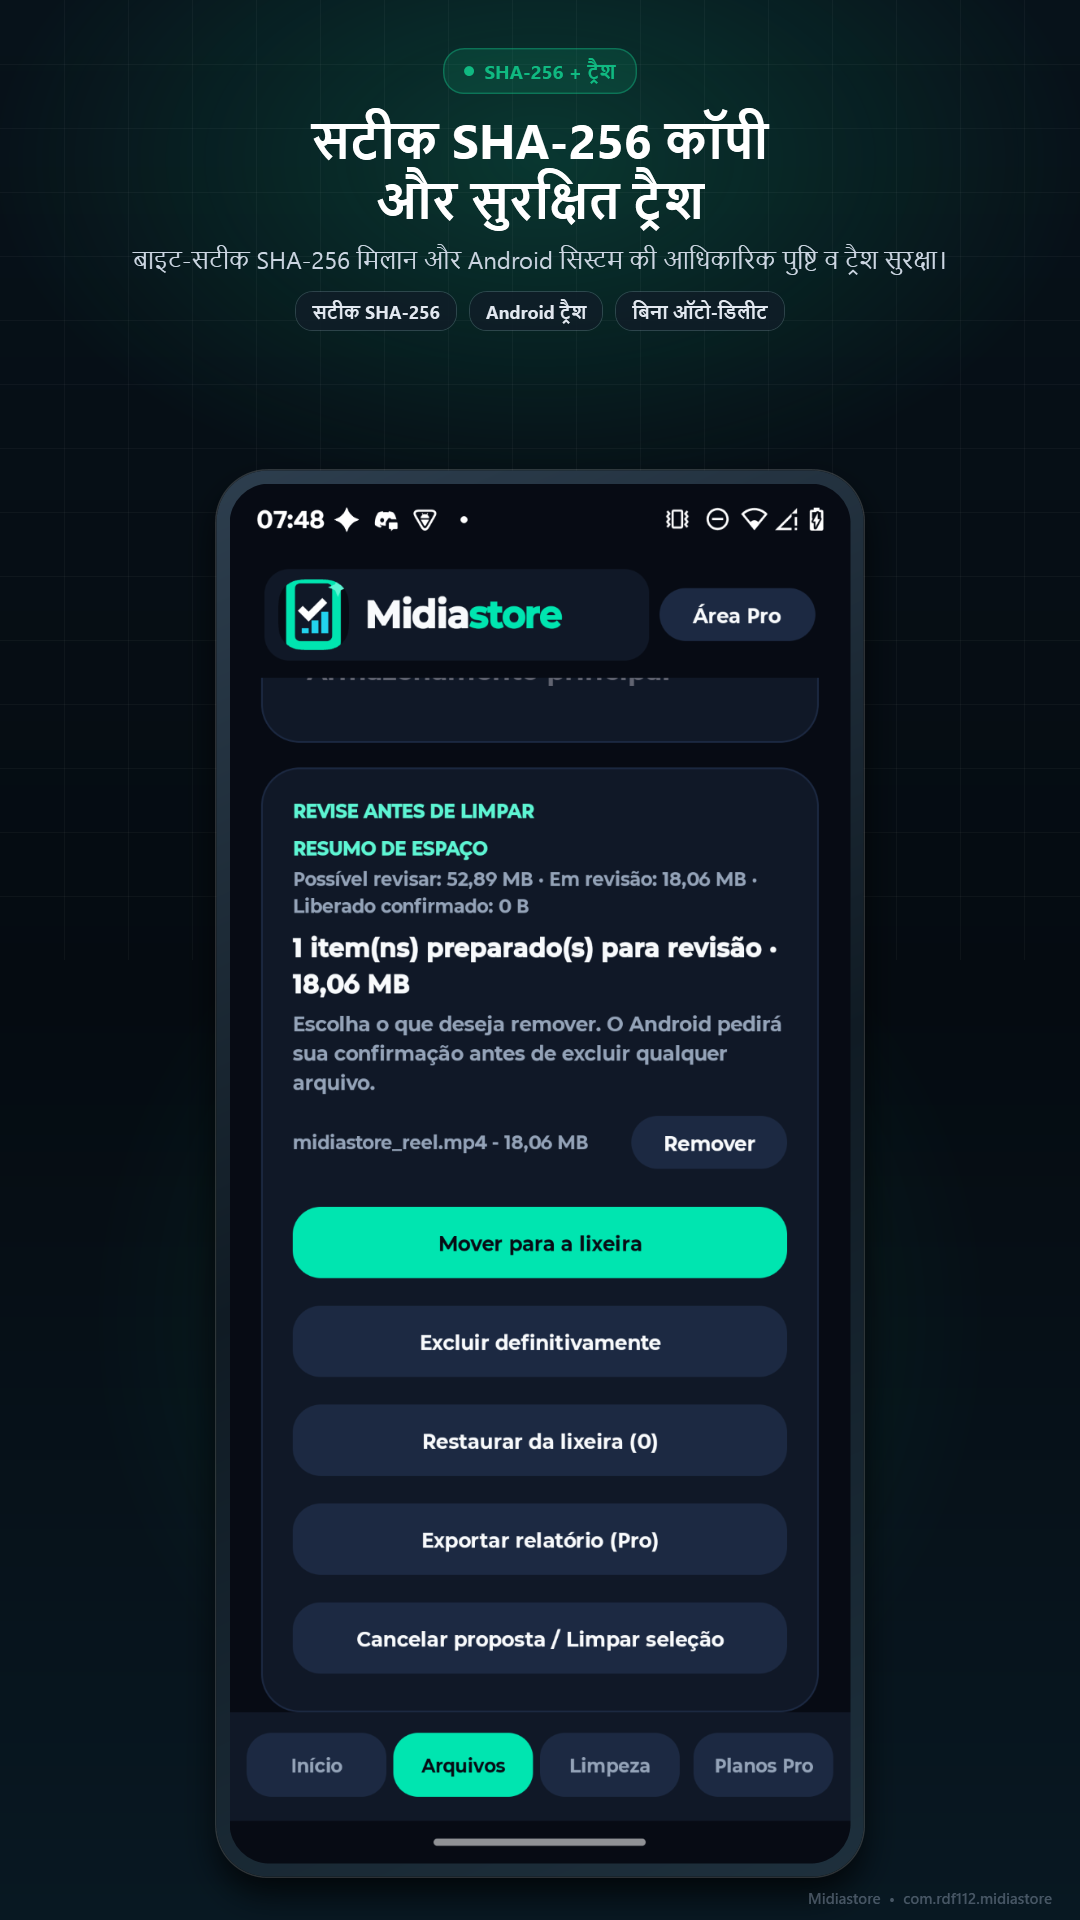 SHA-256 + ट्रैश
सटीक SHA-256 कॉपी
और सुरक्षित ट्रैश
बाइट-सटीक SHA-256 मिलान और Android सिस्टम की आधिकारिक पुष्टि व ट्रैश सुरक्षा।
सटीक SHA-256
Android ट्रैश
बिना ऑटो-डिलीट
07:48
Midiastore
Área Pro
Armazenamento principal
REVISE ANTES DE LIMPAR
RESUMO DE ESPAÇO
Possível revisar: 52,89 MB · Em revisão: 18,06 MB ·
Liberado confirmado: 0 B
1 item(ns) preparado(s) para revisão ·
18,06 MB
Escolha o que deseja remover. O Android pedirá
sua confirmação antes de excluir qualquer
arquivo.
midiastore_reel.mp4 - 18,06 MB
Remover
Mover para a lixeira
Excluir definitivamente
Restaurar da lixeira (0)
Exportar relatório (Pro)
Cancelar proposta / Limpar seleção
Início
Arquivos
Limpeza
Planos Pro
Midiastore • com.rdf112.midiastore